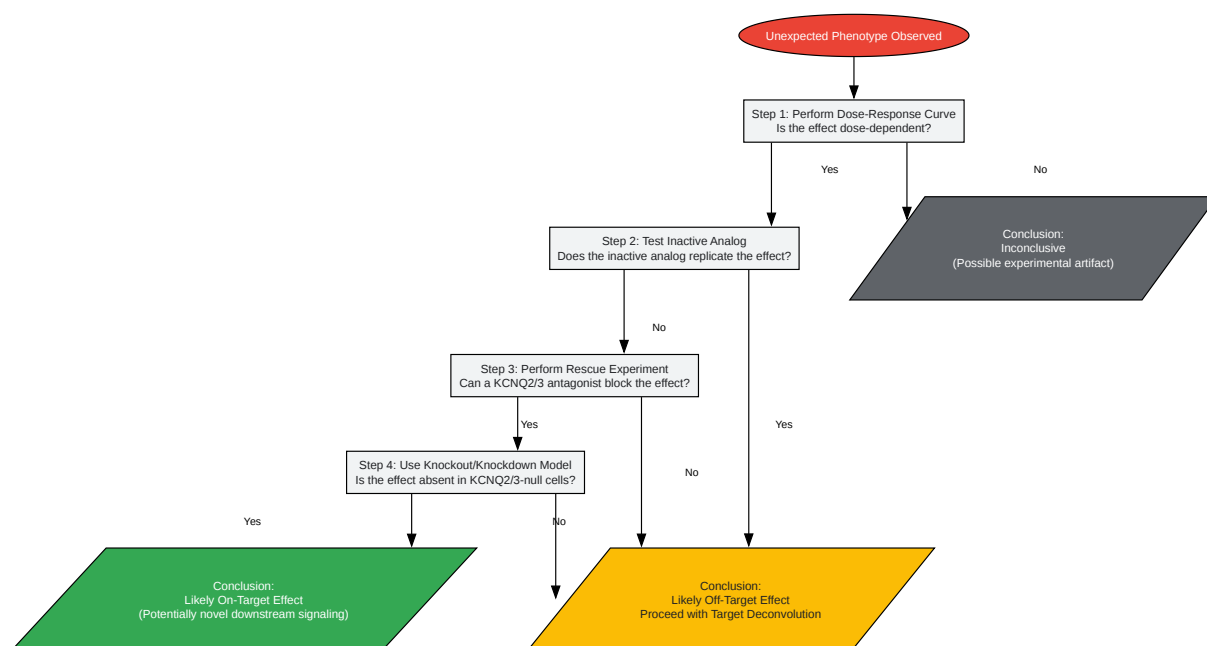 Unexpected Phenotype Observed
Step 1: Perform Dose-Response Curve
Is the effect dose-dependent?
Yes
No
Conclusion:
Inconclusive
(Possible experimental artifact)
Step 2: Test Inactive Analog
Does the inactive analog replicate the effect?
No
Step 3: Perform Rescue Experiment
Can a KCNQ2/3 antagonist block the effect?
Yes
Yes
Step 4: Use Knockout/Knockdown Model
Is the effect absent in KCNQ2/3-null cells?
No
Yes
No
Conclusion:
Likely On-Target Effect
(Potentially novel downstream signaling)
Conclusion:
Likely Off-Target Effect
Proceed with Target Deconvolution